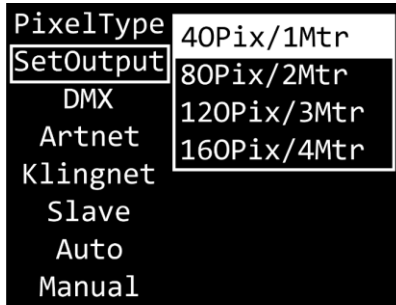 PixelType
SetOutput
DMX
Artnet
Klingnet
Slave
Auto
Manual
40Pix/1Mtr
80Pix/2Mtr
120Pix/3Mtr
160Pix/4Mtr